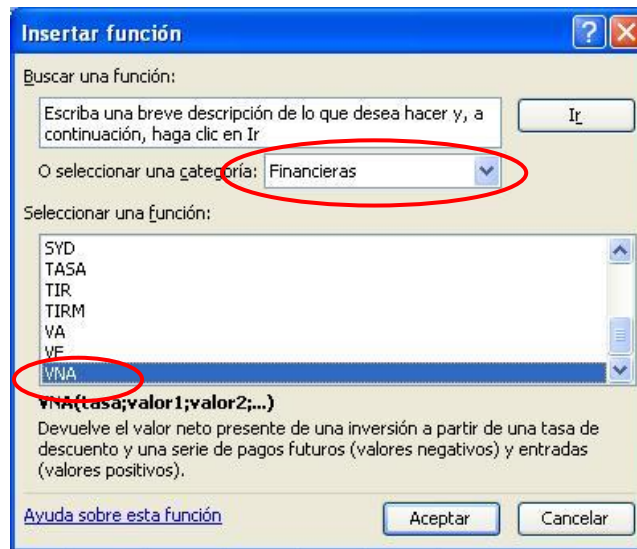 Insertar función
Buscar una función:
Escriba una breve descripción de lo que desea hacer y, a
continuación, haga clic en Ir
Ir
O seleccionar una categoría: Financieras
Seleccionar una función:
SYD
TASA
TIR
TIRM
VA
VF
VNA
VNA(tasa;valor1;valor2;...)
Devuelve el valor neto presente de una inversión a partir de una tasa de
descuento y una serie de pagos futuros (valores negativos) y entradas
(valores positivos).
Ayuda sobre esta función
Aceptar
Cancelar